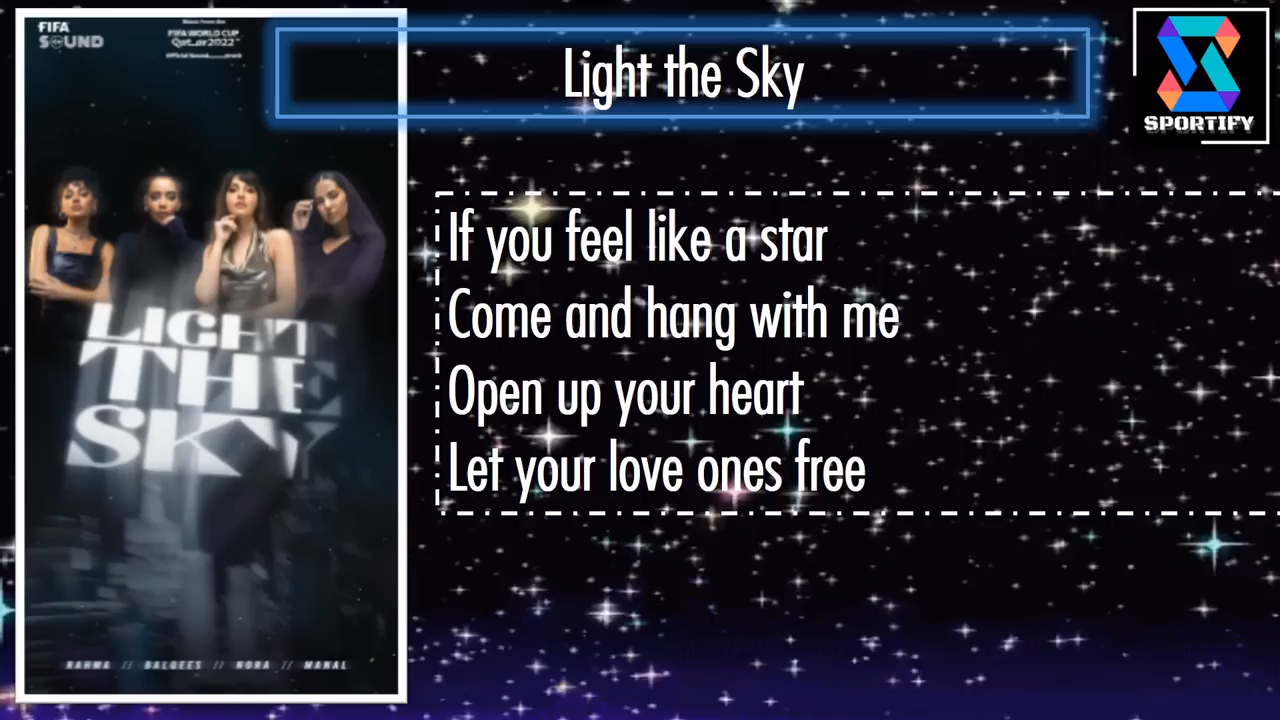 FIFA
SOUND
FIFA WORLD CUP
Qatar2022
Light the Sky
SPORTIFY
If you feel like a star
Come and hang with me
Open up your heart
Let your love ones free
LIGHT
THE
SKY
RAHMA // BALQEES // NORA // MANAL